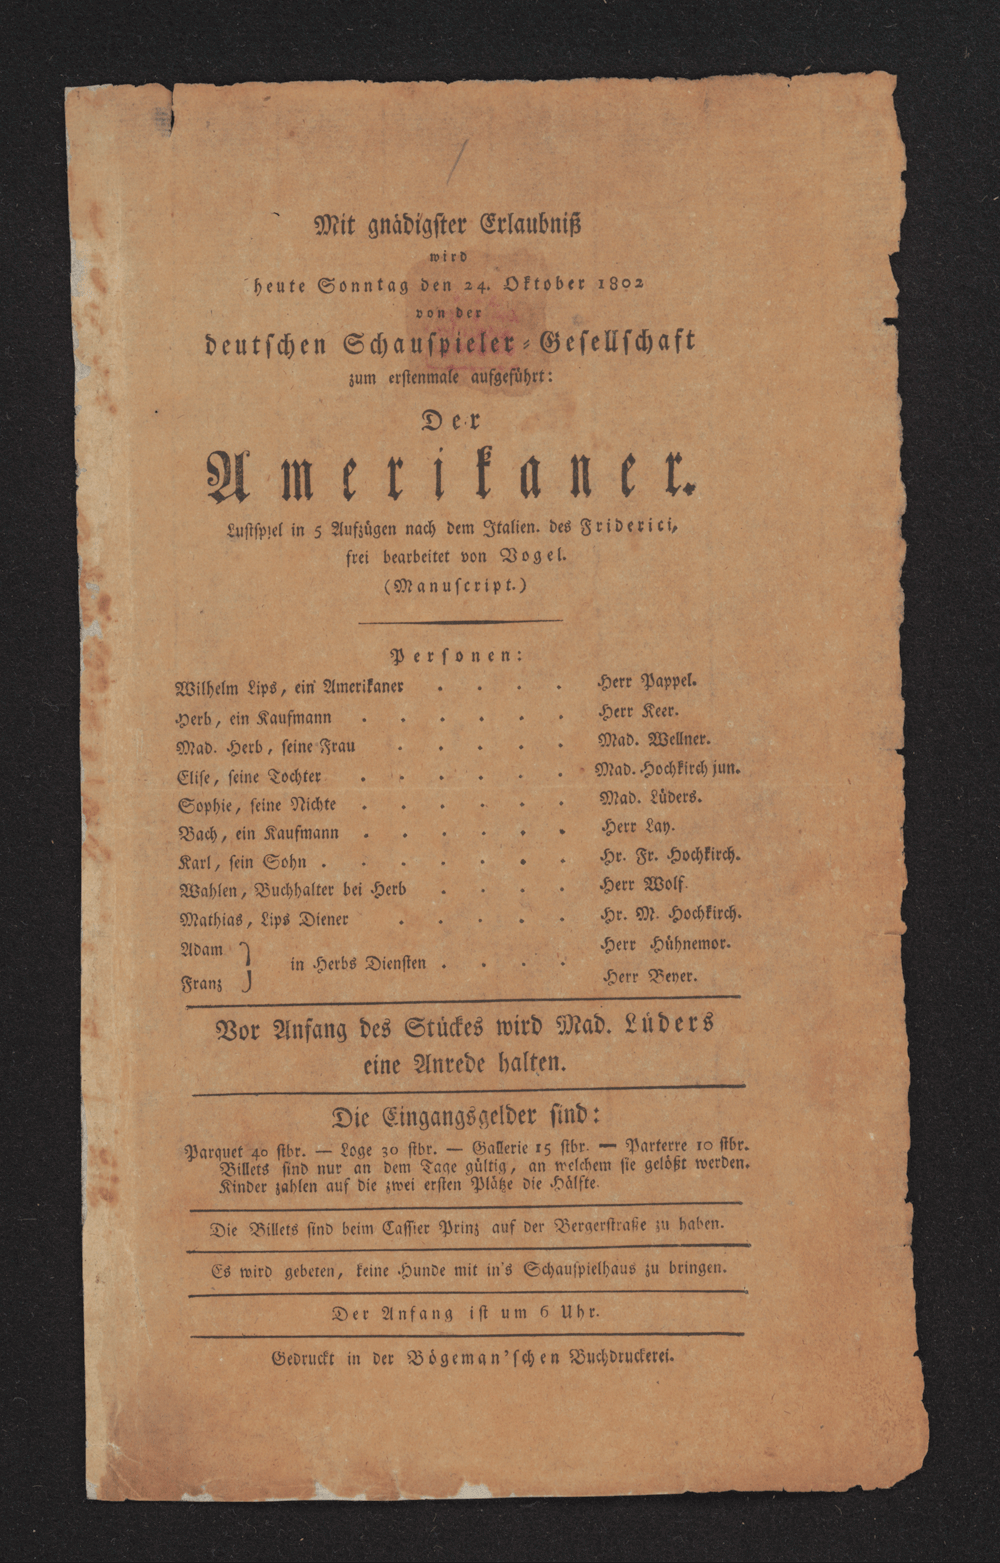 Mit gnädigster Erlaubniß
wird
heute Sonntag den 24. Oktober 1802
von der
deutschen Schauspieler-Gesellschaft
zum erstenmale aufgeführt:
Der
Amerikaner.
Lustspiel in 5 Aufzügen nach dem Italien. des Friderici,
frei bearbeitet von Vogel.
(Manuscript.)
Personen:
Wilhelm Lips, ein Amerikaner . . . . Herr Pappel.
Herb, ein Kaufmann . . . . . . Herr Keer.
Mad. Herb, seine Frau . . . . . Mad. Wellner.
Elise, seine Tochter . . . . . . Mad. Hochkirch jun.
Sophie, seine Nichte . . . . . . Mad. Lüders.
Bach, ein Kaufmann . . . . . . Herr Lay.
Karl, sein Sohn . . . . . . . Hr. Fr. Hochkirch.
Wahlen, Buchhalter bei Herb . . . . Herr Wolf.
Mathias, Lips Diener . . . . . Hr. M. Hochkirch.
Adam } Herr Hühnemor.
in Herbs Diensten . . . .
Franz } Herr Beyer.
Vor Anfang des Stückes wird Mad. Lüders
eine Anrede halten.
Die Eingangsgelder sind:
Parquet 40 stbr. — Loge 30 stbr. — Gallerie 15 stbr. — Parterre 10 stbr.
Billets sind nur an dem Tage gültig, an welchem sie gelößt werden.
Kinder zahlen auf die zwei ersten Plätze die Hälfte.
Die Billets sind beim Cassier Prinz auf der Bergerstraße zu haben.
Es wird gebeten, keine Hunde mit in's Schauspielhaus zu bringen.
Der Anfang ist um 6 Uhr.
Gedruckt in der Bögeman'schen Buchdruckerei.